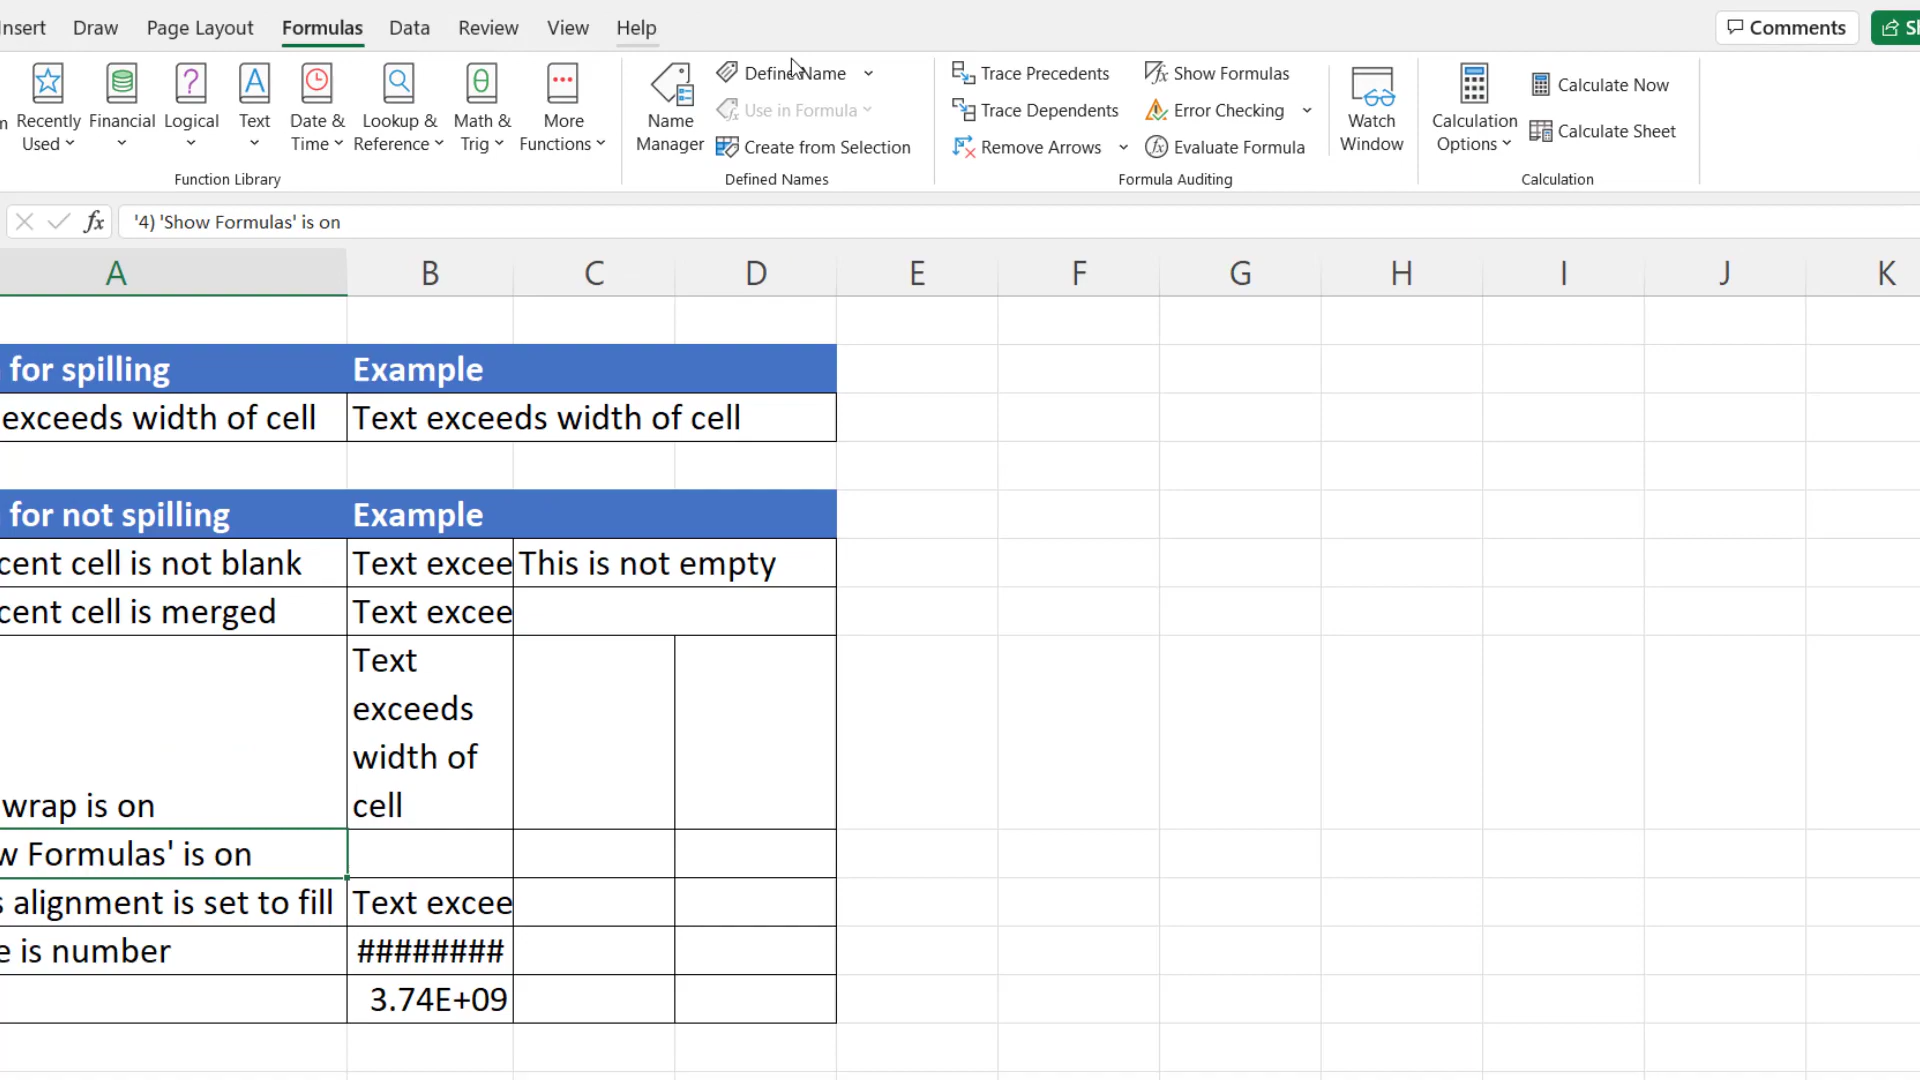 Insert Draw Page Layout Formulas Data Review View Help Comments
Recently Used
Financial
Logical
Text
Date & Time
Lookup & Reference
Math & Trig
More Functions
Function Library
Name Manager
Define Name
Use in Formula
Create from Selection
Defined Names
Trace Precedents
Trace Dependents
Remove Arrows
Show Formulas
Error Checking
Evaluate Formula
Formula Auditing
Watch Window
Calculation Options
Calculate Now
Calculate Sheet
Calculation
fx '4) 'Show Formulas' is on
A B C D E F G H I J K
for spilling Example
exceeds width of cell Text exceeds width of cell
for not spilling Example
cent cell is not blank Text excee This is not empty
cent cell is merged Text excee
Text
exceeds
width of
wrap is on cell
w Formulas' is on
s alignment is set to fill Text excee
e is number ########
3.74E+09